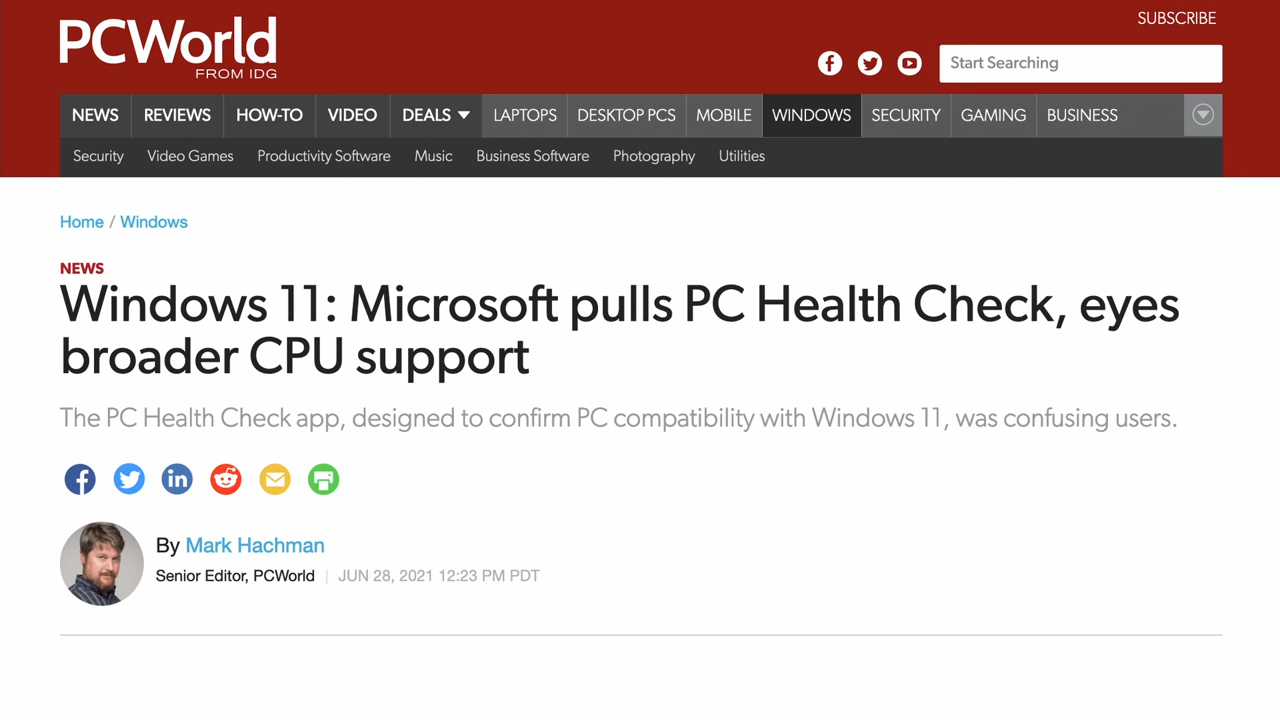 PCWorld
FROM IDG
SUBSCRIBE
Start Searching
NEWS REVIEWS HOW-TO VIDEO DEALS LAPTOPS DESKTOP PCS MOBILE WINDOWS SECURITY GAMING BUSINESS
Security Video Games Productivity Software Music Business Software Photography Utilities
Home / Windows
NEWS
Windows 11: Microsoft pulls PC Health Check, eyes
broader CPU support
The PC Health Check app, designed to confirm PC compatibility with Windows 11, was confusing users.
By Mark Hachman
Senior Editor, PCWorld | JUN 28, 2021 12:23 PM PDT